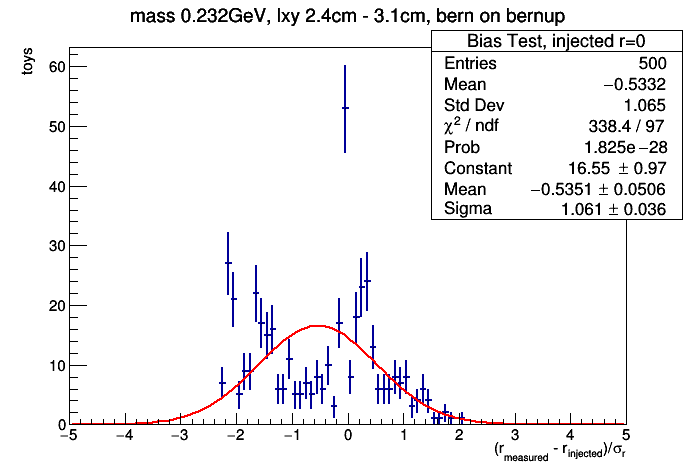 mass 0.232GeV, lxy 2.4cm - 3.1cm, bern on bernup
Bias Test, injected r=0
Entries 500
Mean −0.5332
Std Dev 1.065
χ² / ndf 338.4 / 97
Prob 1.825e−28
Constant 16.55 ± 0.97
Mean −0.5351 ± 0.0506
Sigma 1.061 ± 0.036
toys
60
50
40
30
20
10
0
−5 −4 −3 −2 −1 0 1 2 3 4 5
(r_measured - r_injected)/σ_r